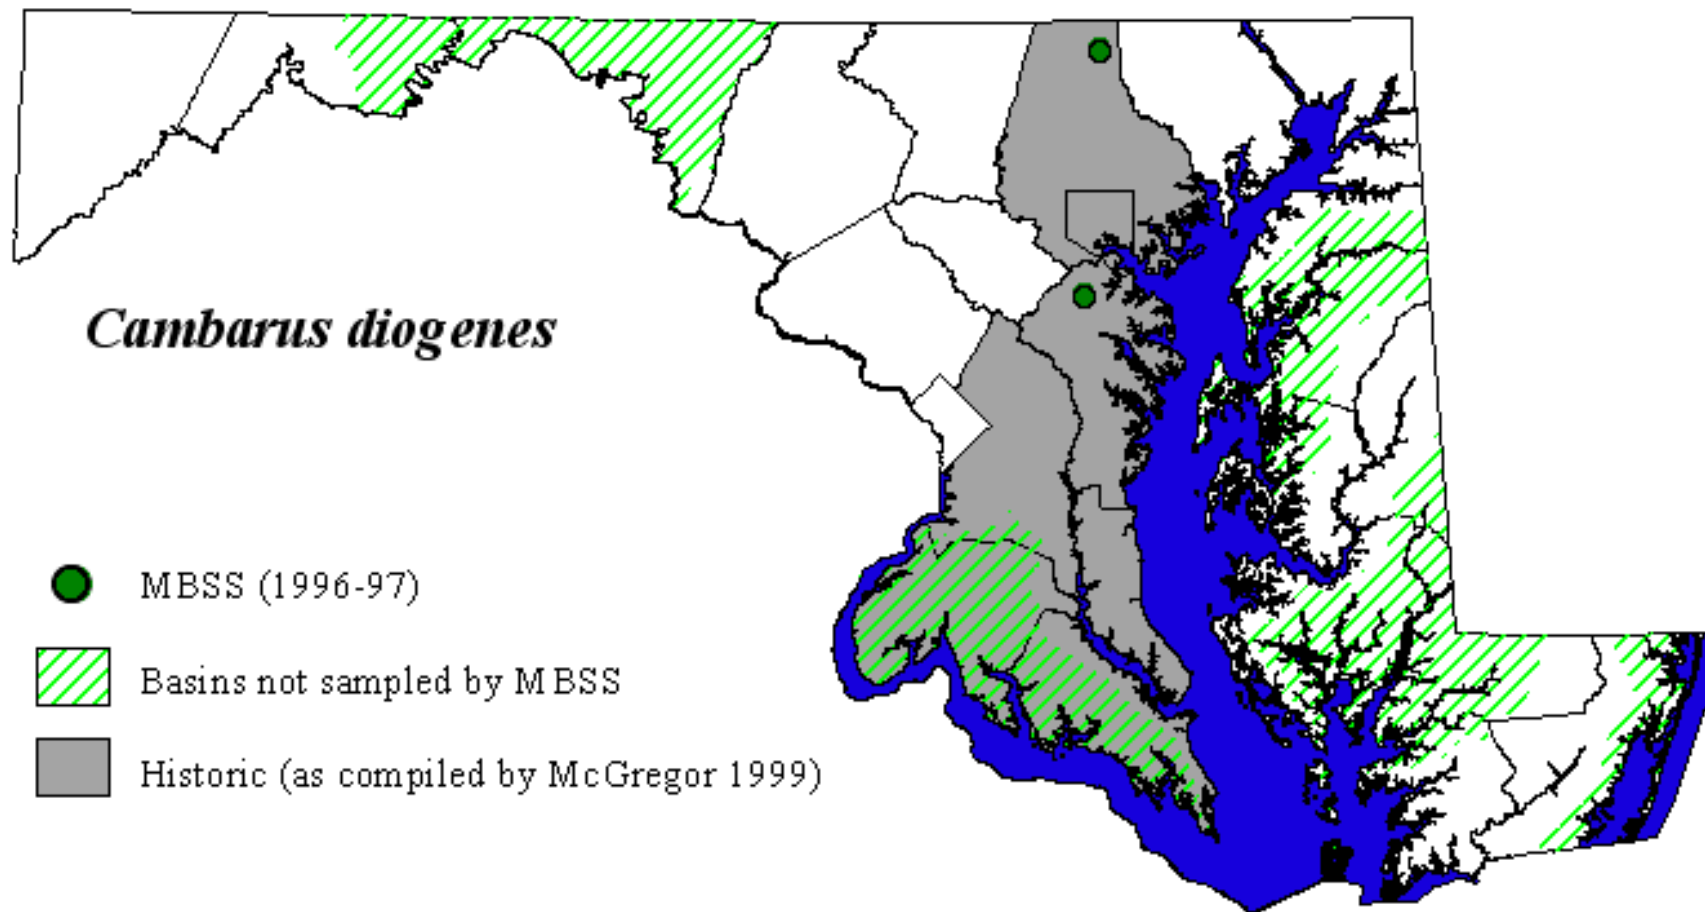 Cambarus diogenes
MBSS (1996-97)
Basins not sampled by MBSS
Historic (as compiled by McGregor 1999)